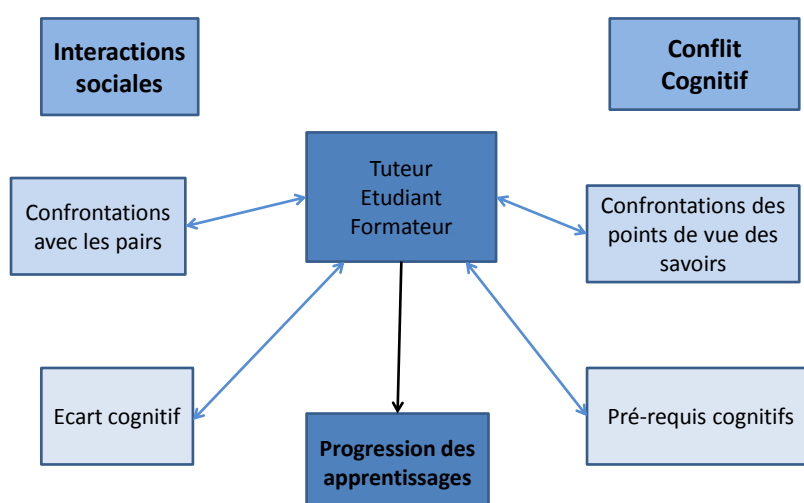 Interactions
sociales
Conflit
Cognitif
Tuteur
Etudiant
Formateur
Confrontations
avec les pairs
Confrontations des
points de vue des
savoirs
Ecart cognitif
Pré-requis cognitifs
Progression des
apprentissages